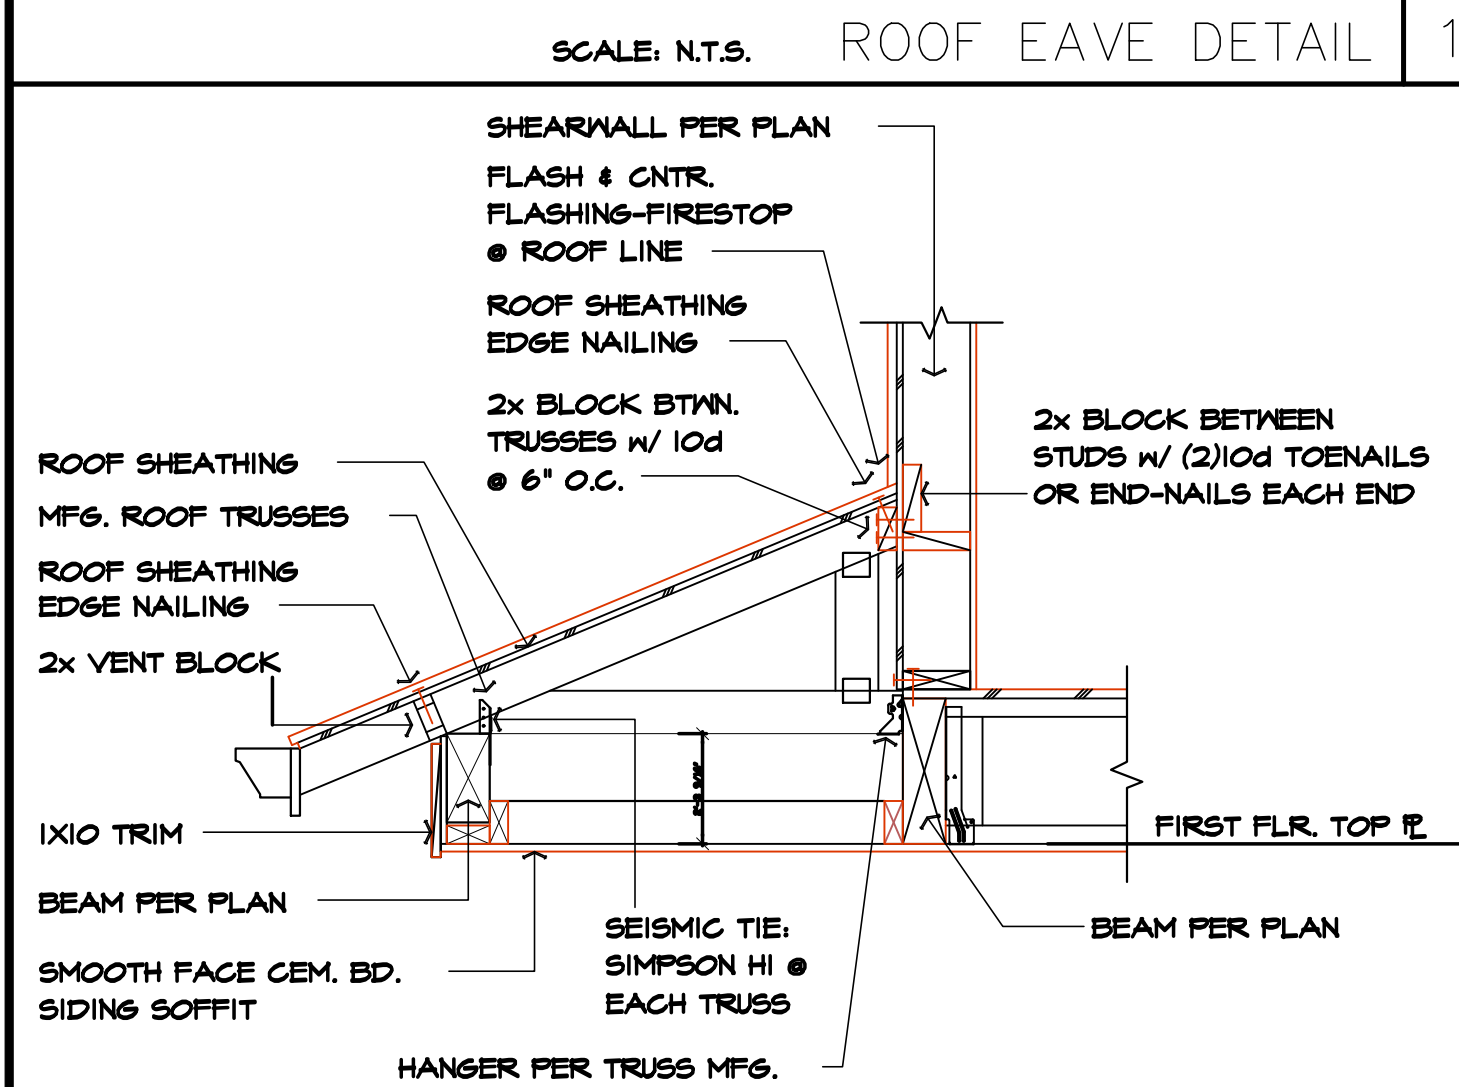 SCALE: N.T.S.
ROOF EAVE DETAIL
1
SHEARWALL PER PLAN
FLASH & CNTR.
FLASHING-FIRESTOP
@ ROOF LINE
ROOF SHEATHING
EDGE NAILING
2x BLOCK BTWN.
TRUSSES w/ 10d
@ 6" O.C.
2x BLOCK BETWEEN
STUDS w/ (2)10d TOENAILS
OR END-NAILS EACH END
ROOF SHEATHING
MFG. ROOF TRUSSES
ROOF SHEATHING
EDGE NAILING
2x VENT BLOCK
1X10 TRIM
BEAM PER PLAN
SMOOTH FACE CEM. BD.
SIDING SOFFIT
SEISMIC TIE:
SIMPSON H1 @
EACH TRUSS
HANGER PER TRUSS MFG.
FIRST FLR. TOP PL
BEAM PER PLAN